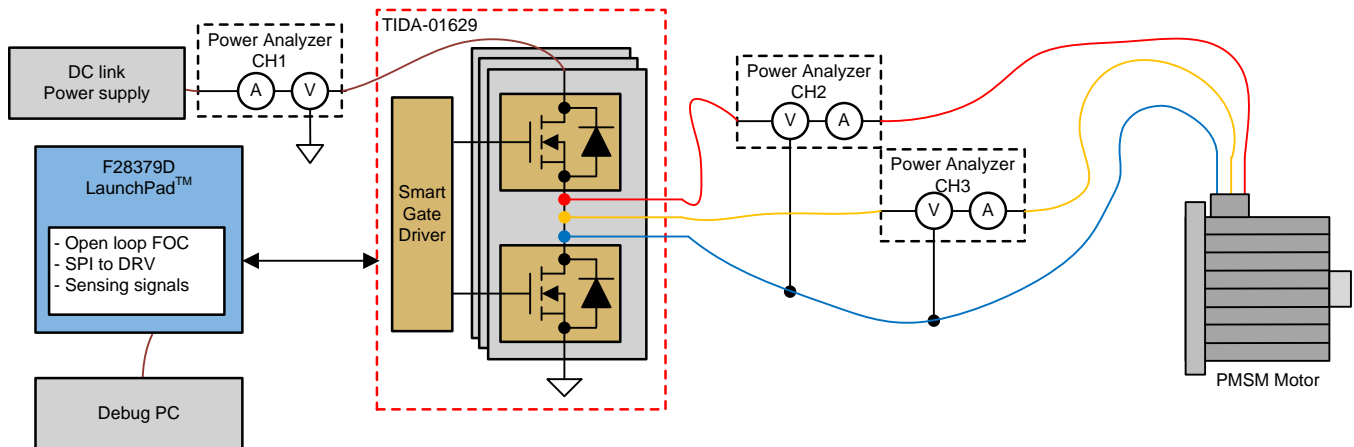 TIDA-01629
Power Analyzer
CH1
A
V
DC link
Power supply
Power Analyzer
CH2
V
A
F28379D
LaunchPad™
Smart
Gate
Driver
Power Analyzer
CH3
V
A
- Open loop FOC
- SPI to DRV
- Sensing signals
PMSM Motor
Debug PC